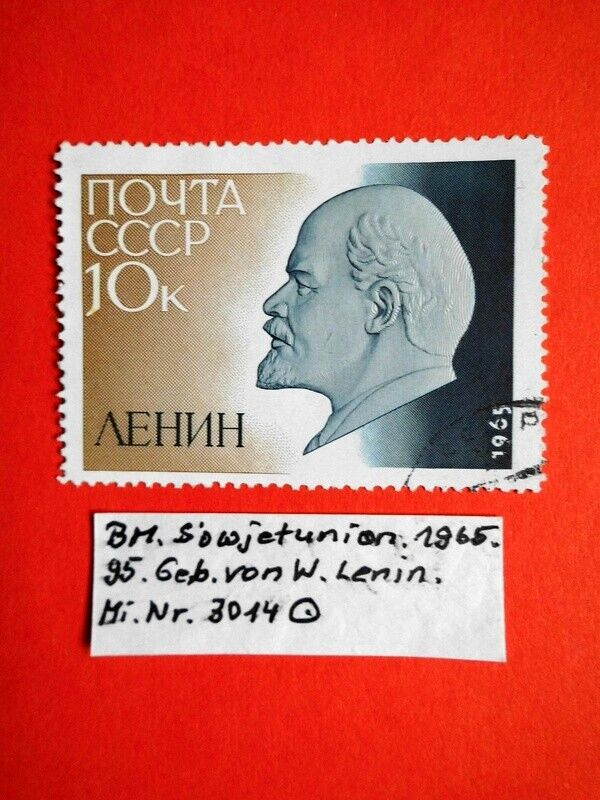 ПОЧТА
СССР
10К
ЛЕНИН
1965
BM. Sowjetunion. 1965.
95. Geb. von W. Lenin.
Mi. Nr. 3014